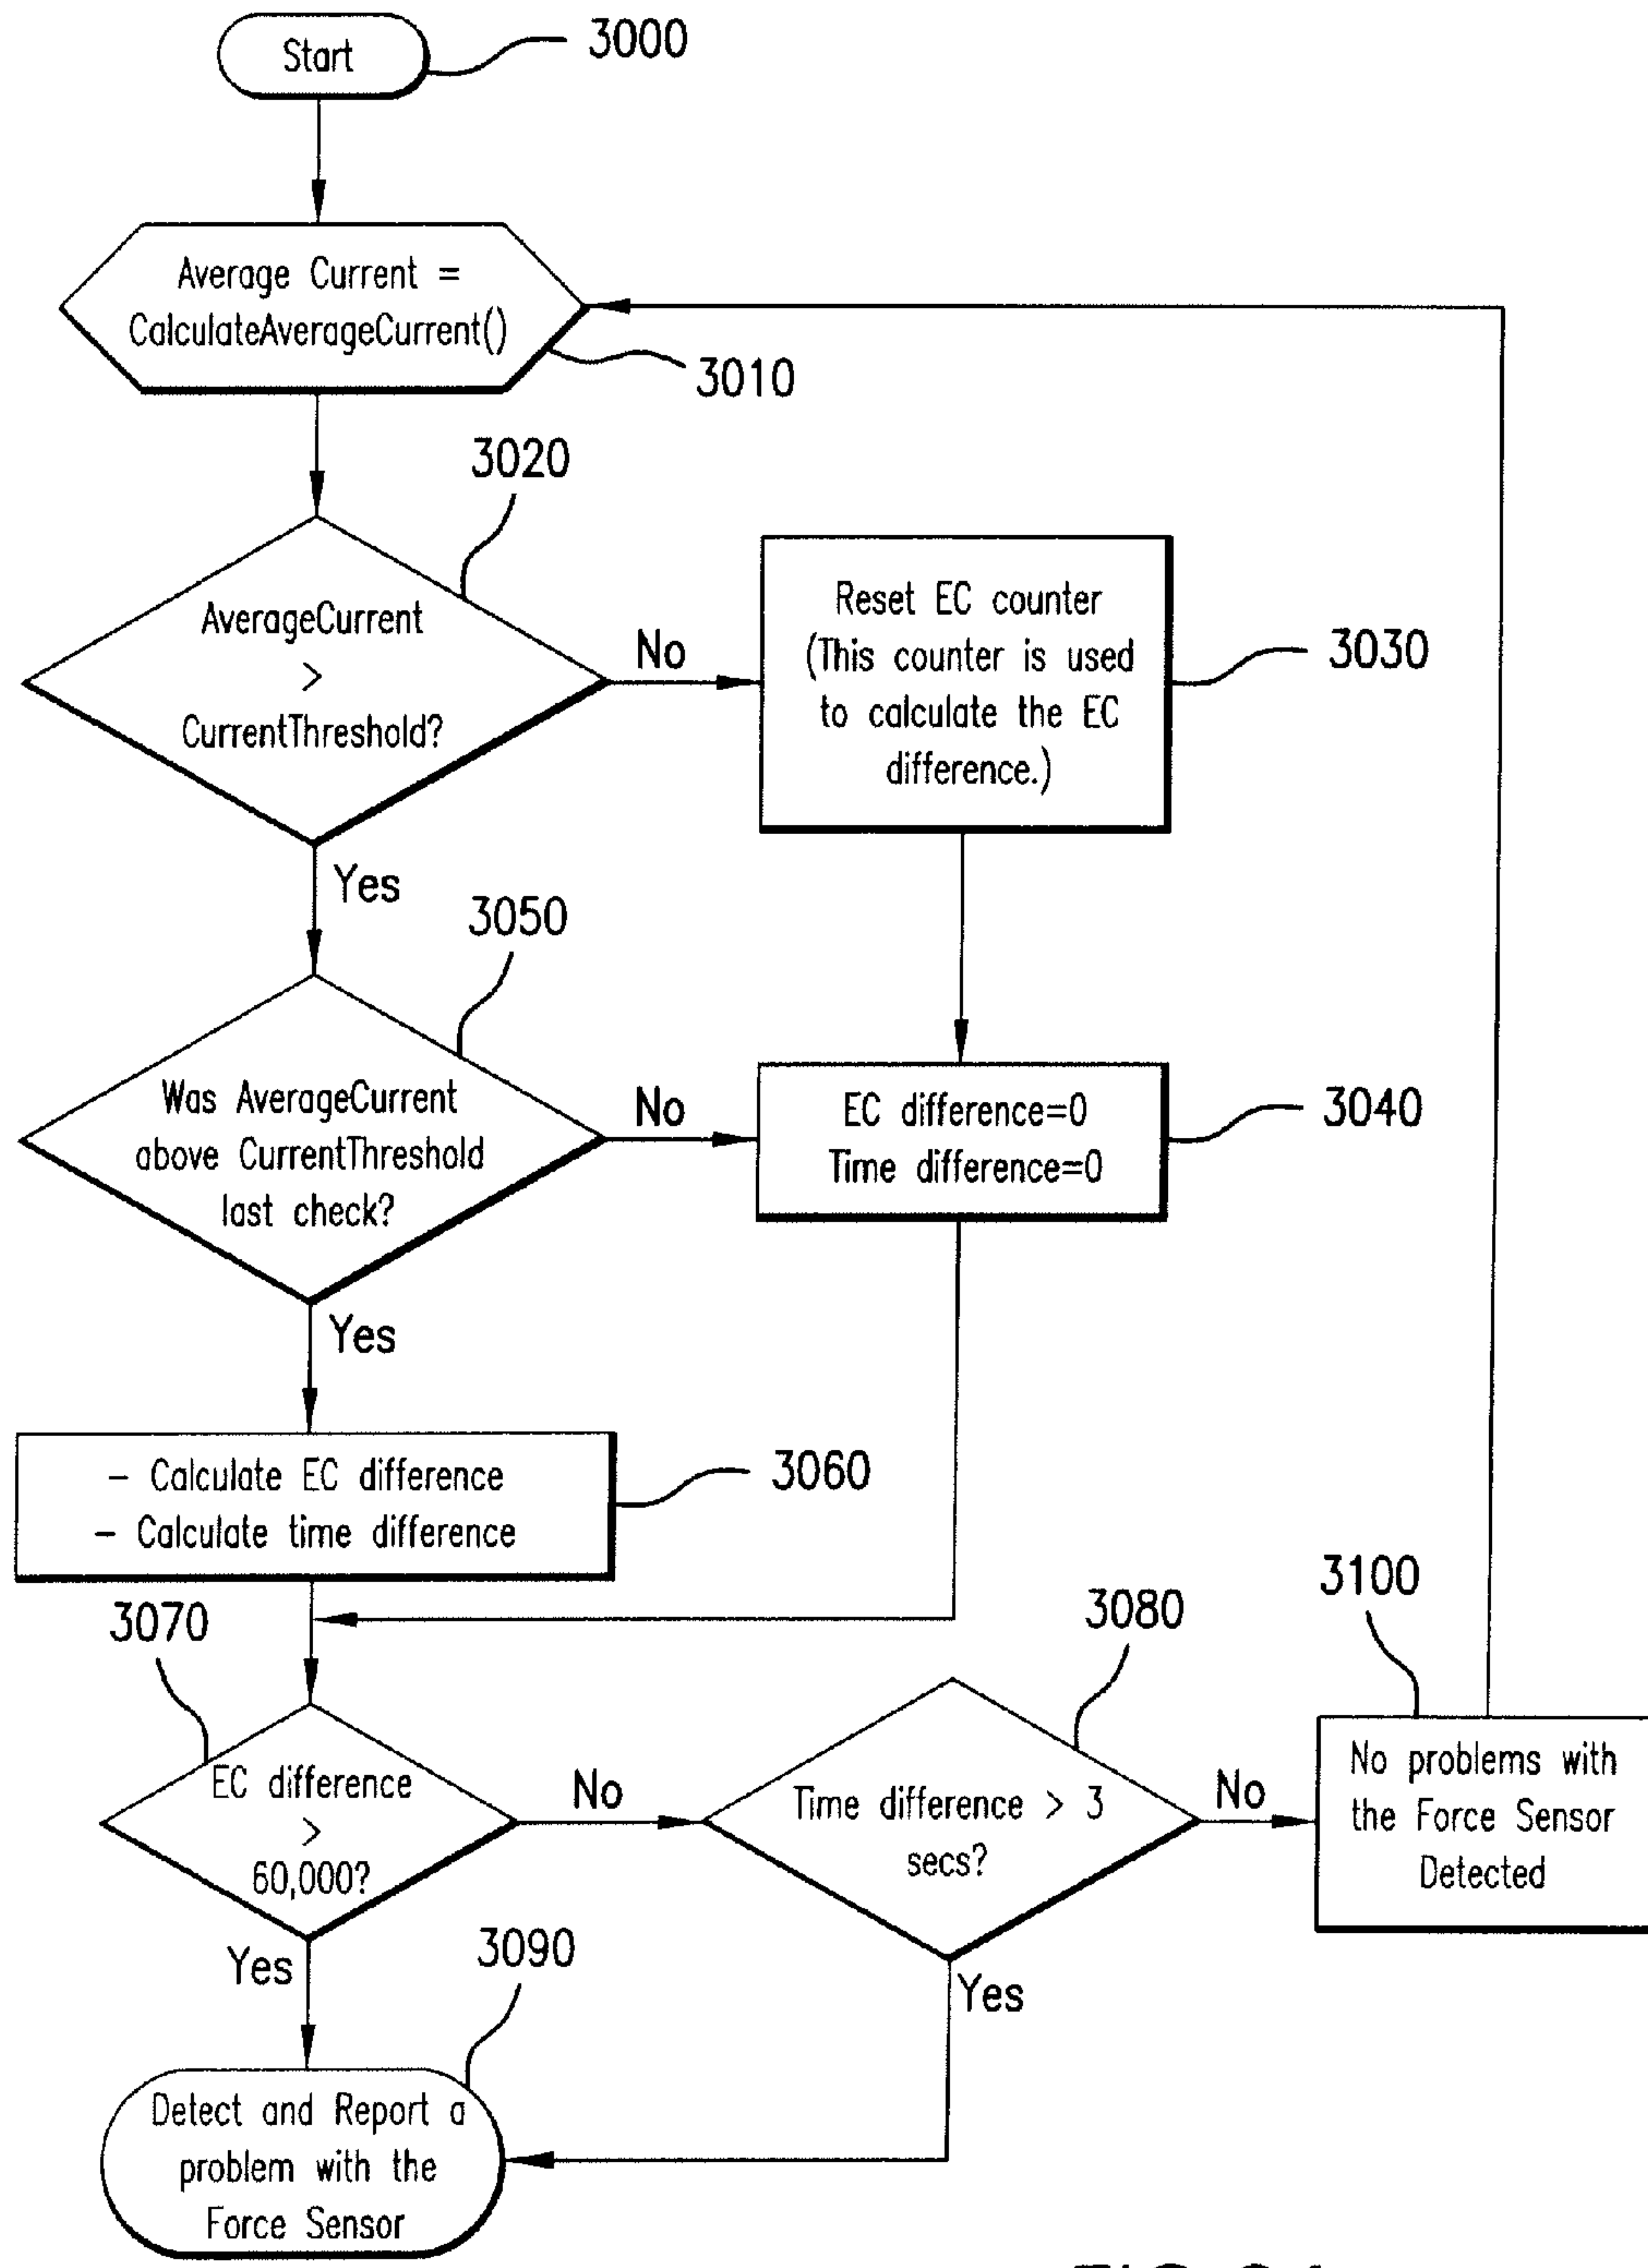 Start
3000
Average Current =
CalculateAverageCurrent()
3010
3020
AverageCurrent
>
CurrentThreshold?
No
Reset EC counter
(This counter is used
to calculate the EC
difference.)
3030
Yes
3050
Was AverageCurrent
above CurrentThreshold
last check?
No
EC difference=0
Time difference=0
3040
Yes
- Calculate EC difference
- Calculate time difference
3060
3070
EC difference
>
60,000?
No
3080
Time difference > 3
secs?
No
3100
No problems with
the Force Sensor
Detected
Yes
3090
Yes
Detect and Report a
problem with the
Force Sensor